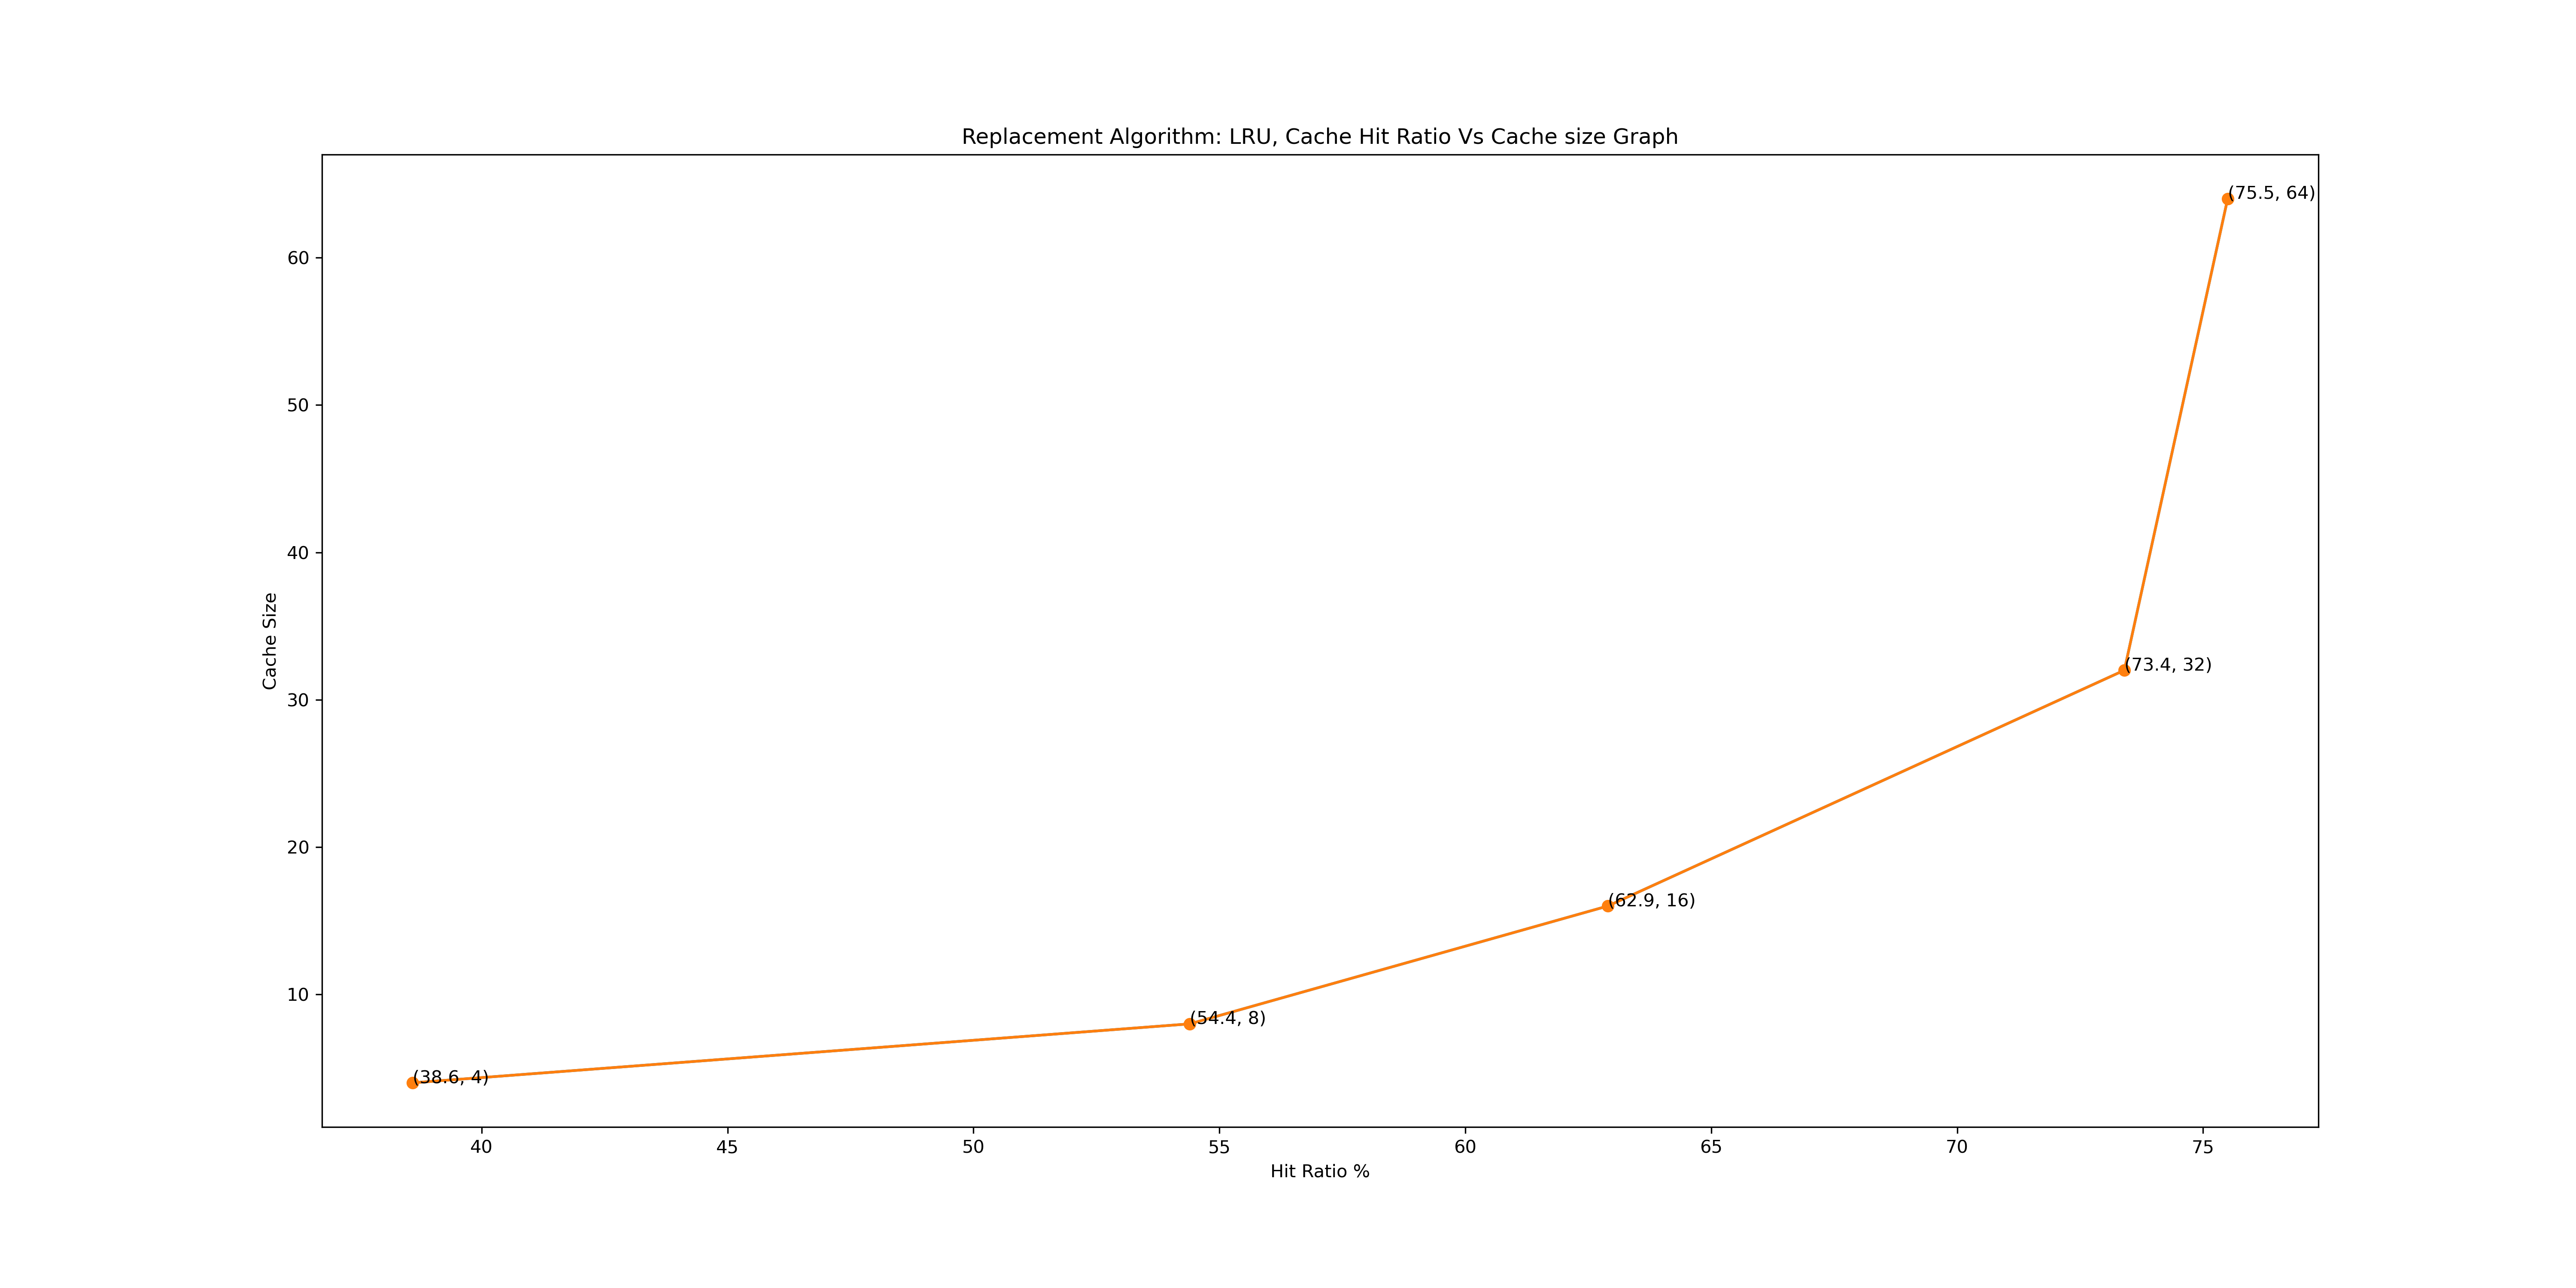 Replacement Algorithm: LRU, Cache Hit Ratio Vs Cache size Graph
(75.5, 64)
60
50
40
Cache Size
(73.4, 32)
30
20
(62.9, 16)
(54.4, 8)
10
(38.6, 4)
40 45 50 55 60 65 70 75
Hit Ratio %